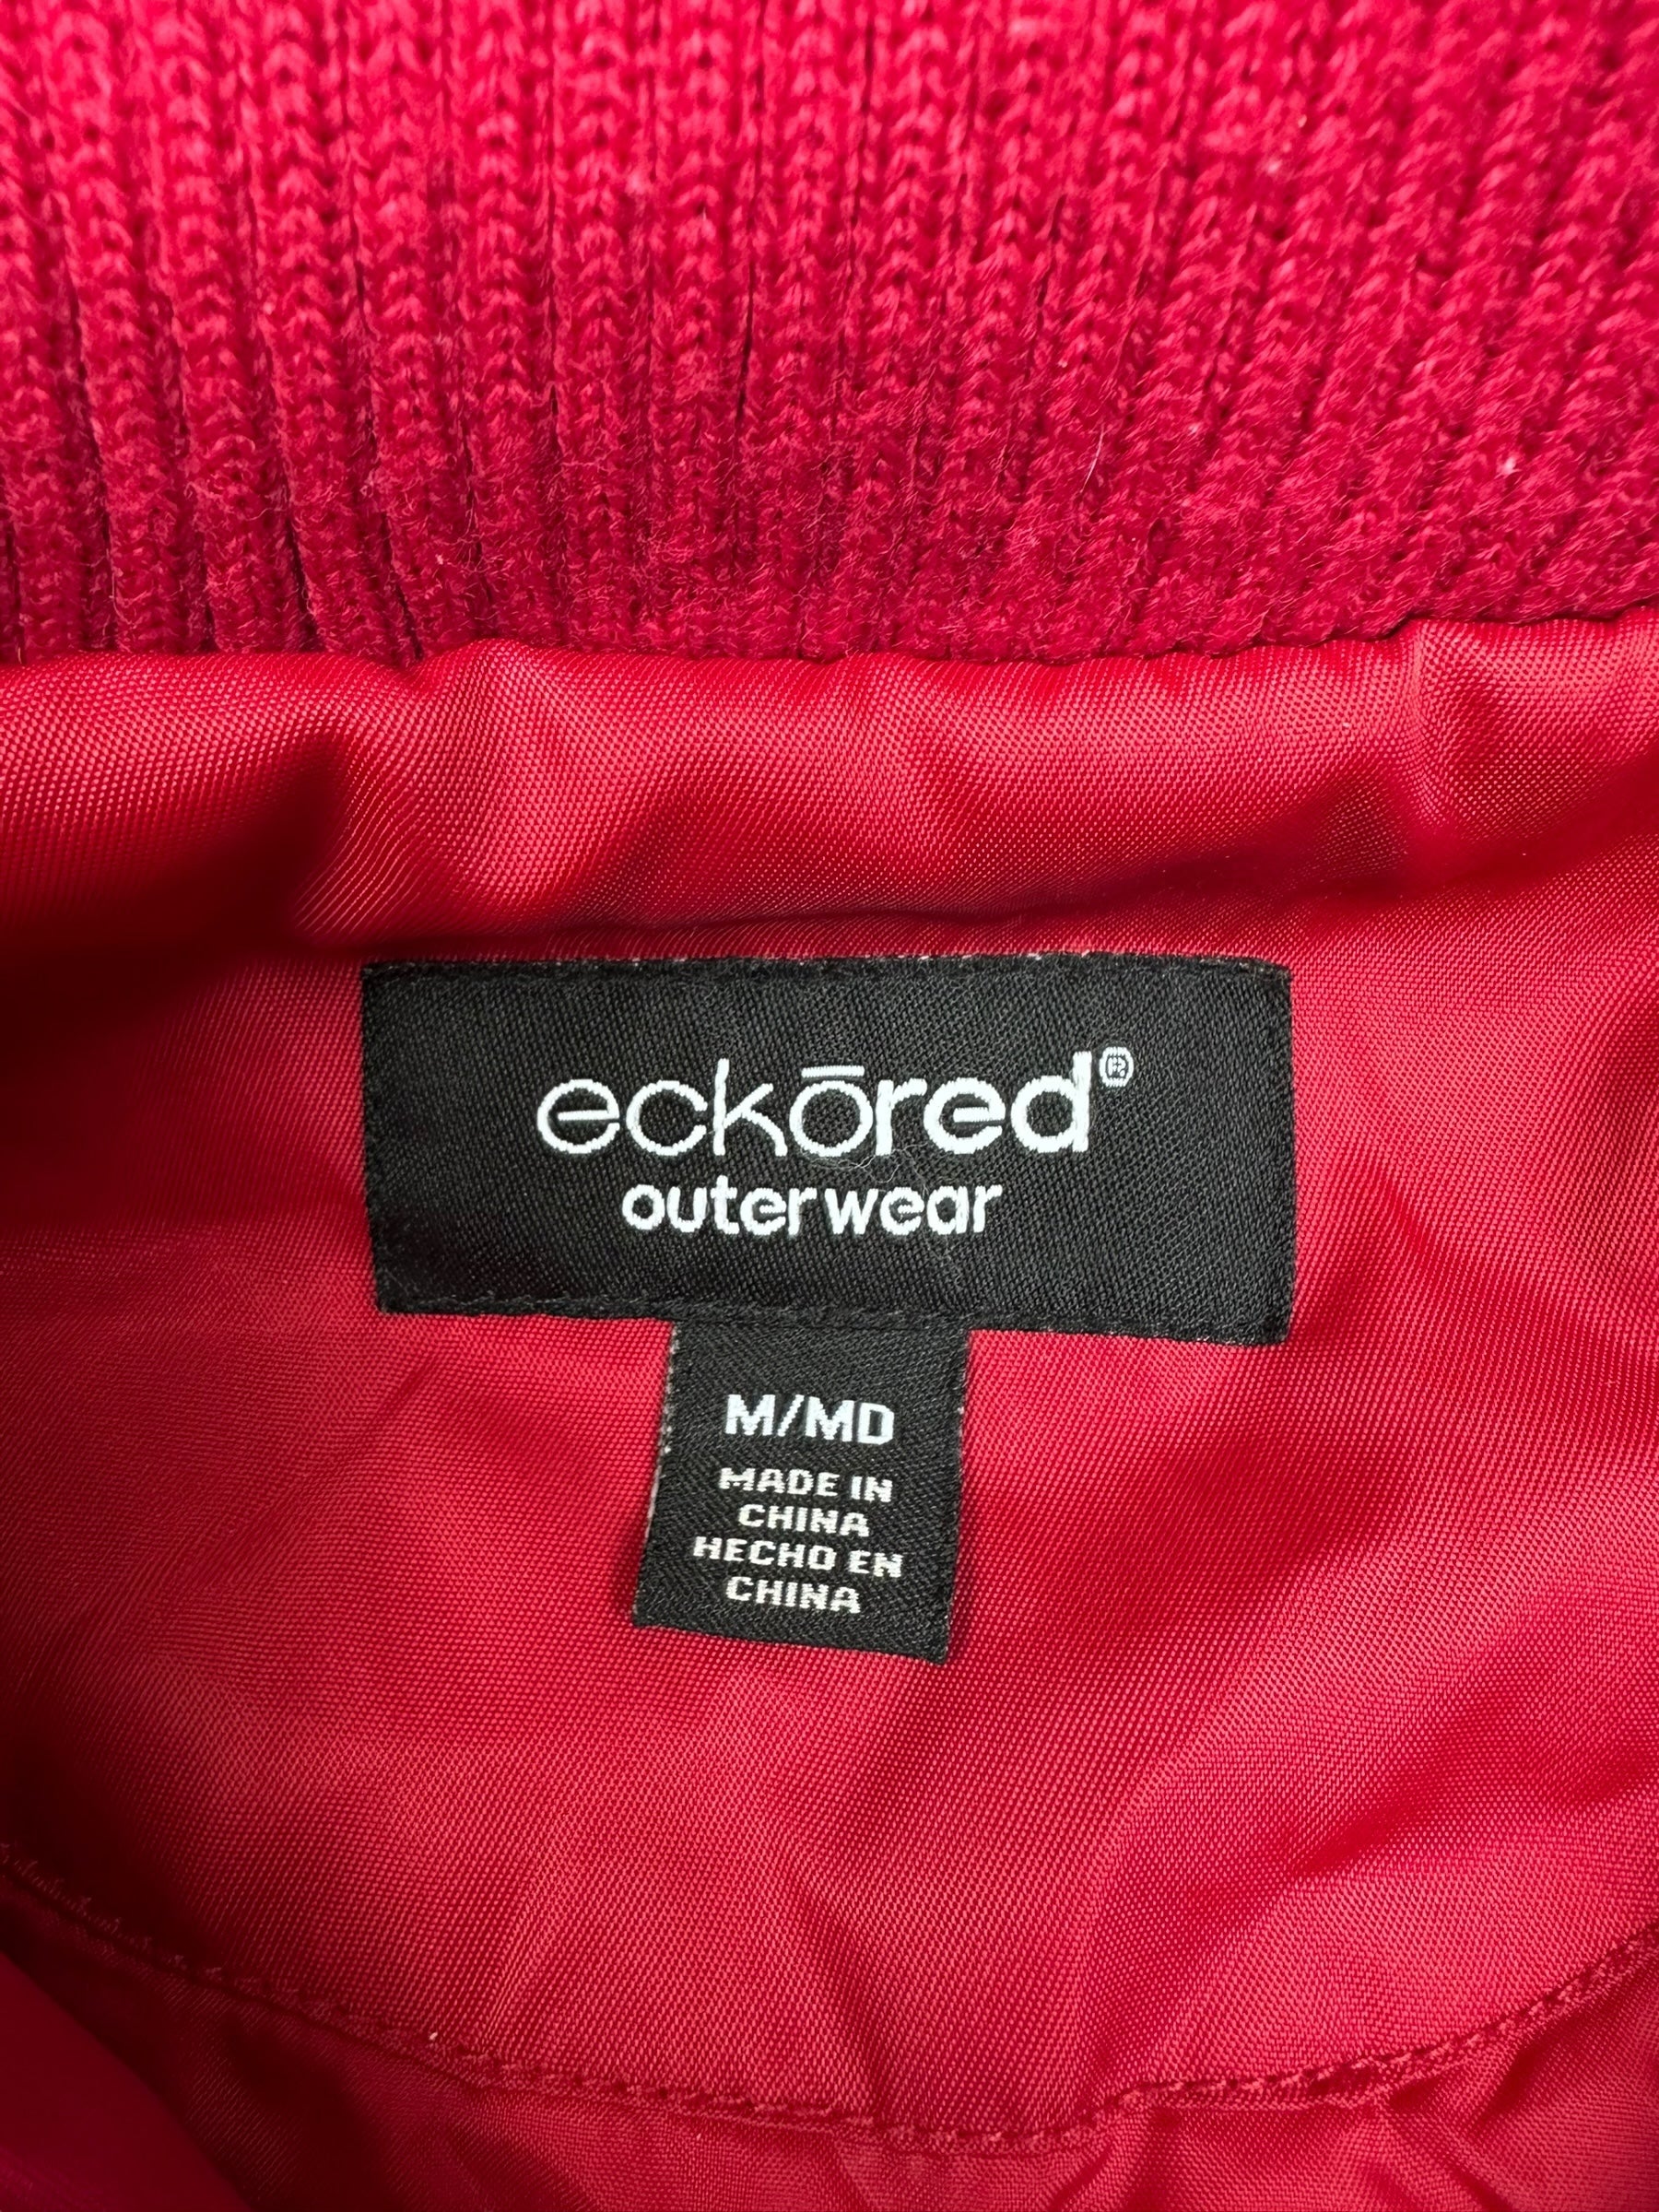 eckōred®
outerwear
M/MD
MADE IN
CHINA
HECHO EN
CHINA